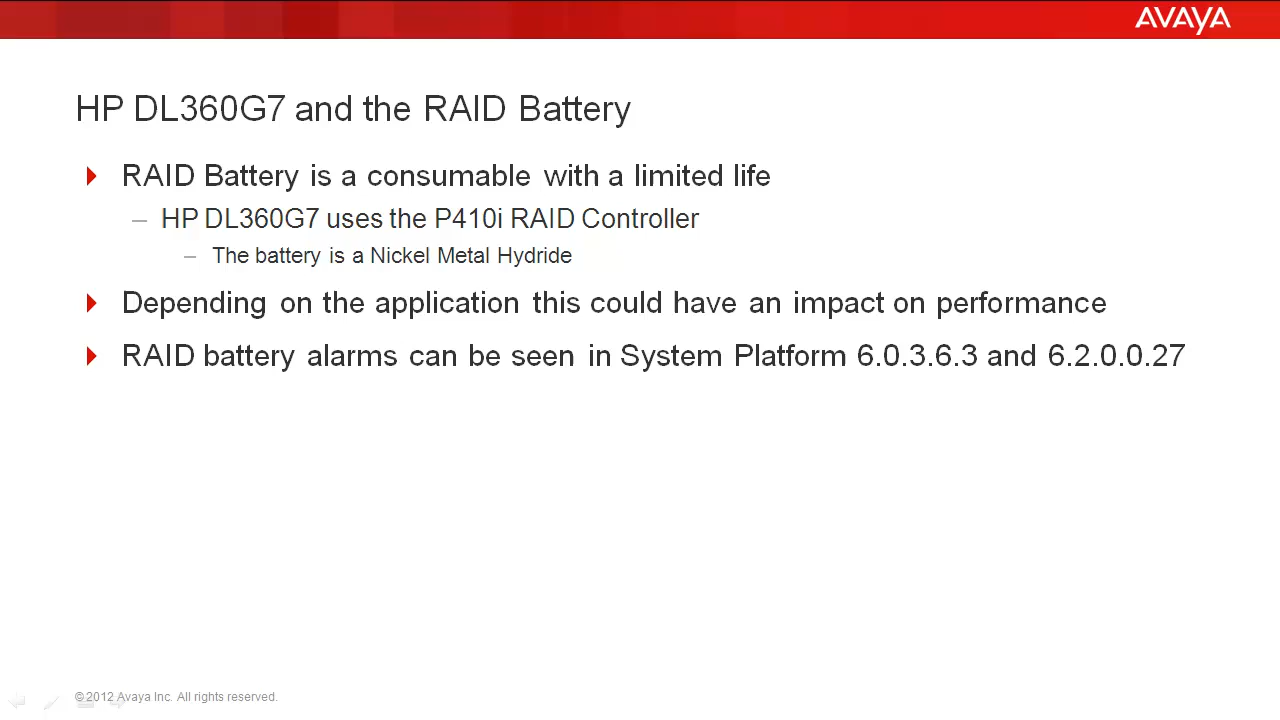 AVAYA
HP DL360G7 and the RAID Battery
RAID Battery is a consumable with a limited life
– HP DL360G7 uses the P410i RAID Controller
– The battery is a Nickel Metal Hydride
Depending on the application this could have an impact on performance
RAID battery alarms can be seen in System Platform 6.0.3.6.3 and 6.2.0.0.27
©2012 Avaya Inc. All rights reserved.